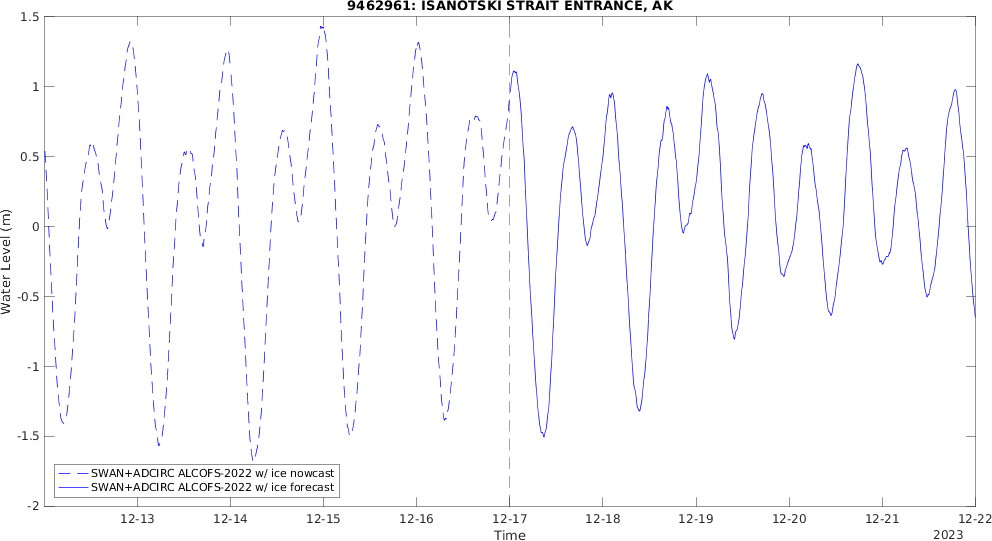 9462961: ISANOTSKI STRAIT ENTRANCE, AK
1.5
1
0.5
0
-0.5
-1
-1.5
-2
Water Level (m)
SWAN+ADCIRC ALCOFS-2022 w/ ice nowcast
SWAN+ADCIRC ALCOFS-2022 w/ ice forecast
12-13 12-14 12-15 12-16 12-17 12-18 12-19 12-20 12-21 12-22
Time
2023